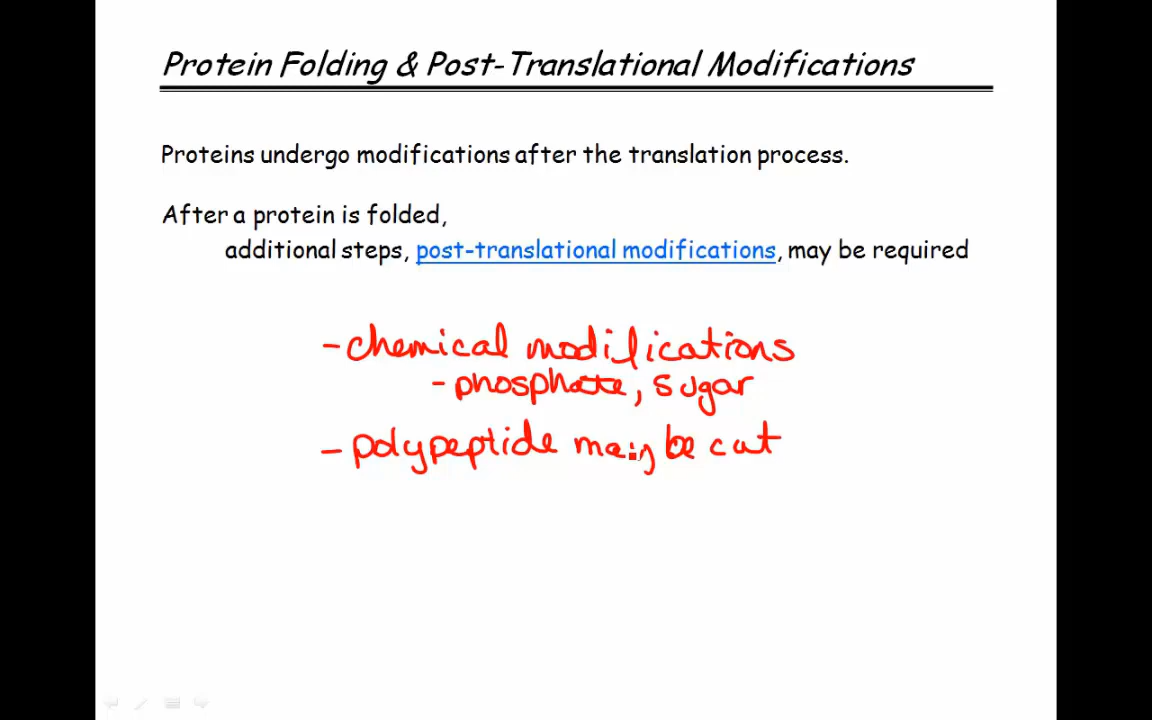 Protein Folding & Post-Translational Modifications
Proteins undergo modifications after the translation process.
After a protein is folded,
additional steps, post-translational modifications, may be required
- chemical modifications
- phosphate, sugar
- polypeptide may be cut